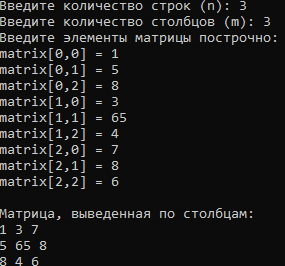 Введите количество строк (n): 3
Введите количество столбцов (m): 3
Введите элементы матрицы построчно:
matrix[0,0] = 1
matrix[0,1] = 5
matrix[0,2] = 8
matrix[1,0] = 3
matrix[1,1] = 65
matrix[1,2] = 4
matrix[2,0] = 7
matrix[2,1] = 8
matrix[2,2] = 6
Матрица, выведенная по столбцам:
1 3 7
5 65 8
8 4 6